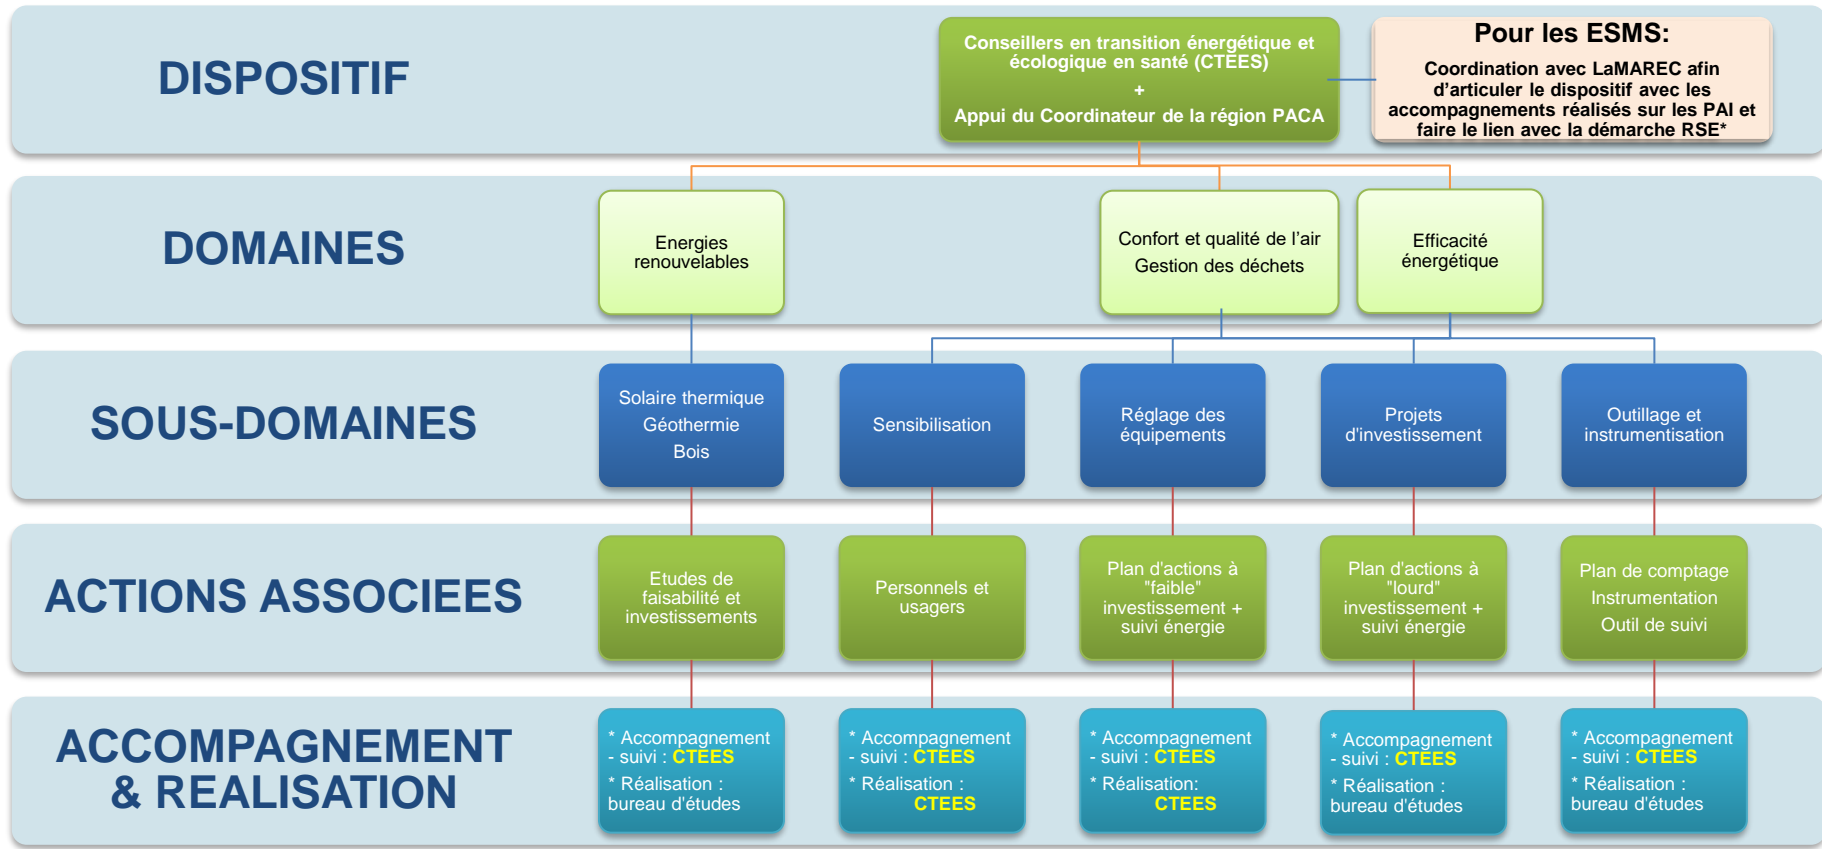 DISPOSITIF
Conseillers en transition énergétique et
écologique en santé (CTEES)
+
Appui du Coordinateur de la région PACA
Pour les ESMS:
Coordination avec LaMAREC afin
d'articuler le dispositif avec les
accompagnements réalisés sur les PAI et
faire le lien avec la démarche RSE*
DOMAINES
Energies
renouvelables
Confort et qualité de l'air
Gestion des déchets
Efficacité
énergétique
SOUS-DOMAINES
Solaire thermique
Géothermie
Bois
Sensibilisation
Réglage des
équipements
Projets
d'investissement
Outillage et
instrumentisation
ACTIONS ASSOCIEES
Etudes de
faisabilité et
investissements
Personnels et
usagers
Plan d'actions à
"faible"
investissement +
suivi énergie
Plan d'actions à
"lourd"
investissement +
suivi énergie
Plan de comptage
Instrumentation
Outil de suivi
ACCOMPAGNEMENT
& REALISATION
* Accompagnement
- suivi : CTEES
* Réalisation :
bureau d'études
* Accompagnement
- suivi : CTEES
* Réalisation :
CTEES
* Accompagnement
- suivi : CTEES
* Réalisation:
CTEES
* Accompagnement
- suivi : CTEES
* Réalisation :
bureau d'études
* Accompagnement
- suivi : CTEES
* Réalisation :
bureau d'études